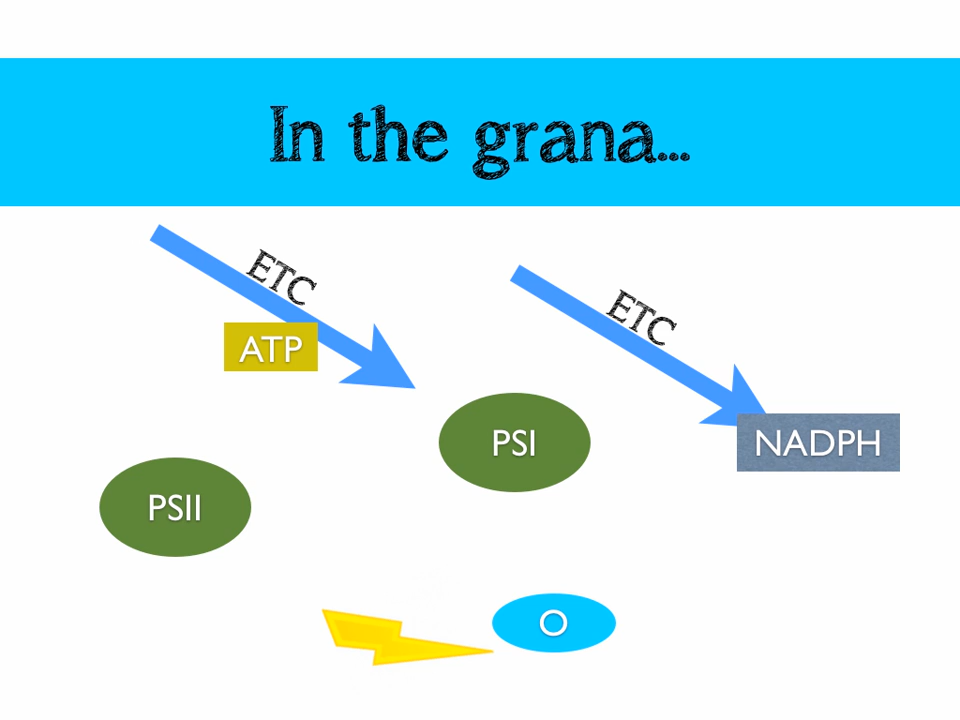 In the grana...
ETC
ETC
ATP
PSI
NADPH
PSII
O